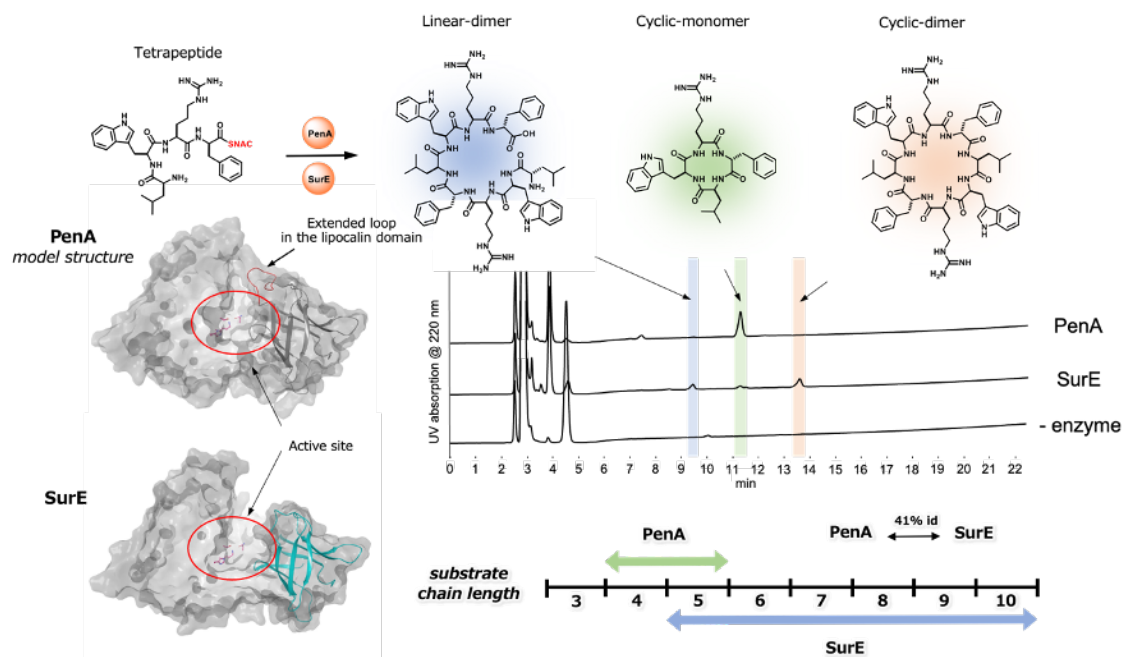 Linear-dimer
Cyclic-monomer
Cyclic-dimer
Tetrapeptide
NH₂
HN
NH
H
N
O
SNAC
NH₂
PenA
SurE
OH
PenA
model structure
Extended loop
in the lipocalin domain
Active site
SurE
UV absorption @ 220 nm
PenA
SurE
- enzyme
0 1 2 3 4 5 6 7 8 9 10 11 12 13 14 15 16 17 18 19 20 21 22
min
PenA
PenA 41% id SurE
substrate
chain length
3 4 5 6 7 8 9 10
SurE